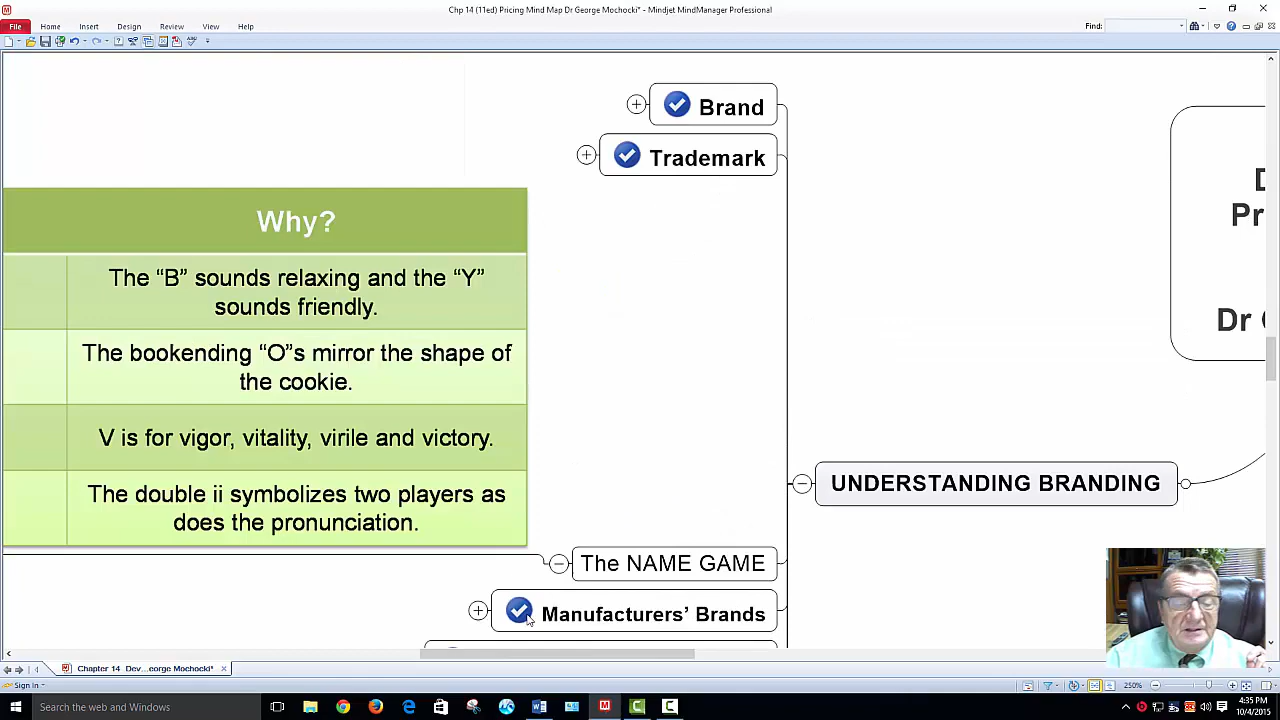 Chp 14 (11ed) Pricing Mind Map Dr George Mochocki* - Mindjet MindManager Professional
File Home Insert Design Review View Help
Find:
Brand
Trademark
Why?
The “B” sounds relaxing and the “Y”
sounds friendly.
The bookending “O”s mirror the shape of
the cookie.
V is for vigor, vitality, virile and victory.
The double ii symbolizes two players as
does the pronunciation.
D
Pr
Dr
UNDERSTANDING BRANDING
The NAME GAME
Manufacturers’ Brands
Chapter 14 Dev...eorge Mochocki*
Sign In
250%
Search the web and Windows
4:35 PM
10/4/2015